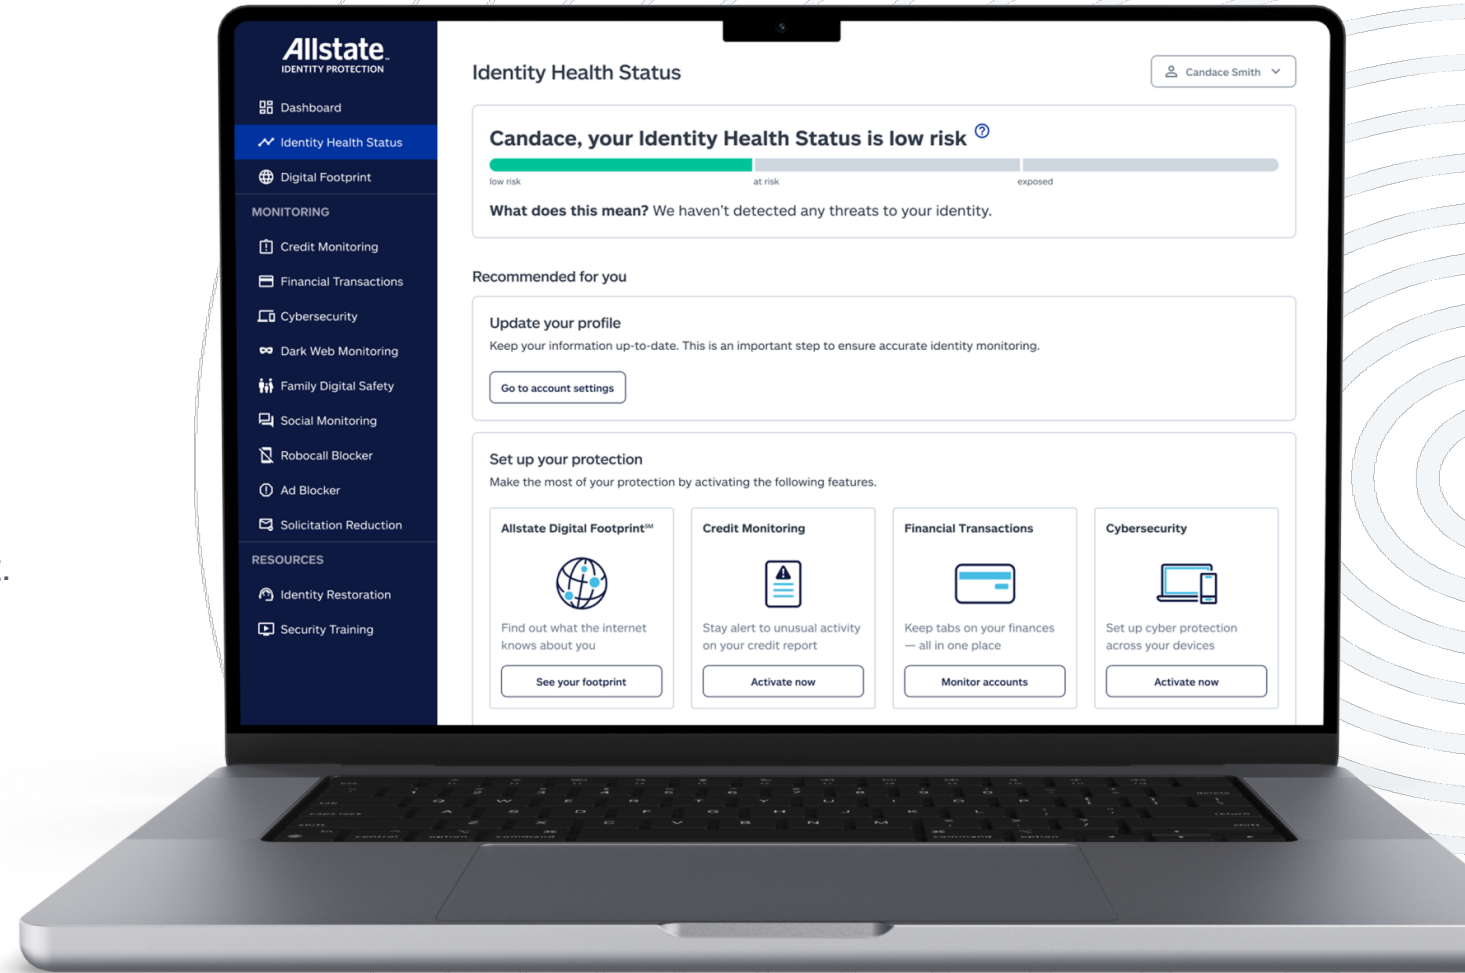 Allstate
IDENTITY PROTECTION
Dashboard
Identity Health Status
Digital Footprint
MONITORING
Credit Monitoring
Financial Transactions
Cybersecurity
Dark Web Monitoring
Family Digital Safety
Social Monitoring
Robocall Blocker
Ad Blocker
Solicitation Reduction
RESOURCES
Identity Restoration
Security Training
Identity Health Status
Candace Smith
Candace, your Identity Health Status is low risk ?
low risk
at risk
exposed
What does this mean? We haven't detected any threats to your identity.
Recommended for you
Update your profile
Keep your information up-to-date. This is an important step to ensure accurate identity monitoring.
Go to account settings
Set up your protection
Make the most of your protection by activating the following features.
Allstate Digital Footprint℠
Find out what the internet
knows about you
See your footprint
Credit Monitoring
Stay alert to unusual activity
on your credit report
Activate now
Financial Transactions
Keep tabs on your finances
— all in one place
Monitor accounts
Cybersecurity
Set up cyber protection
across your devices
Activate now